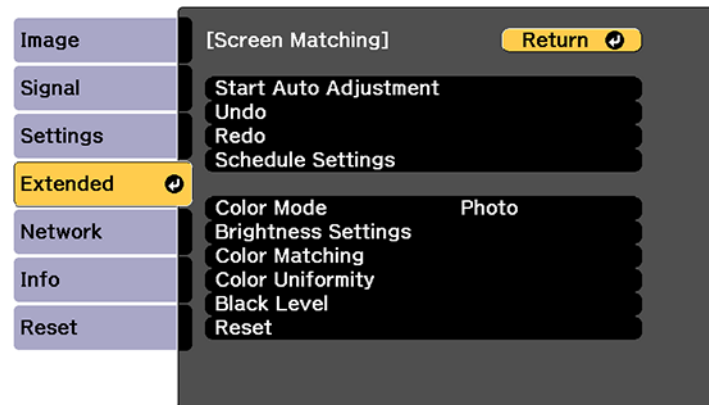 Image
Signal
Settings
Extended
Network
Info
Reset
[Screen Matching]
Return
Start Auto Adjustment
Undo
Redo
Schedule Settings
Color Mode Photo
Brightness Settings
Color Matching
Color Uniformity
Black Level
Reset